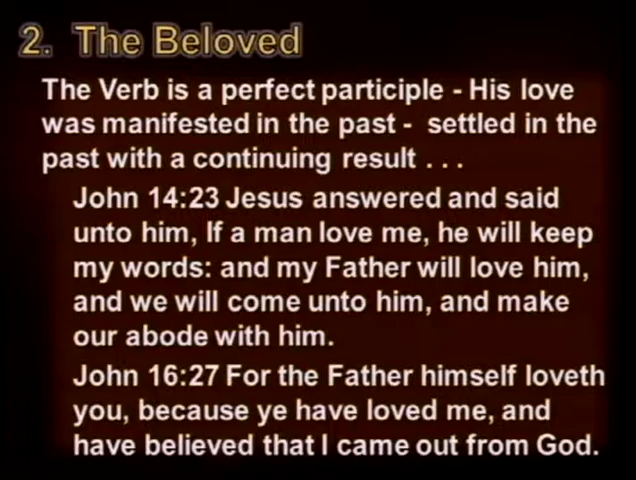 2. The Beloved
The Verb is a perfect participle - His love
was manifested in the past - settled in the
past with a continuing result . . .
John 14:23 Jesus answered and said
unto him, If a man love me, he will keep
my words: and my Father will love him,
and we will come unto him, and make
our abode with him.
John 16:27 For the Father himself loveth
you, because ye have loved me, and
have believed that I came out from God.